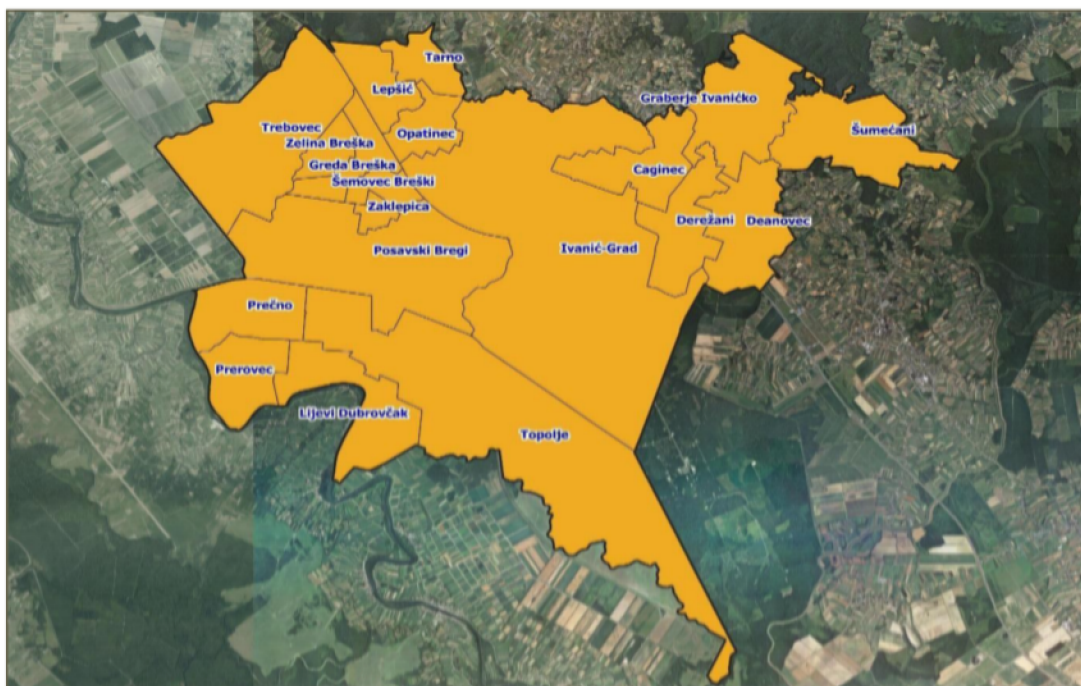 Tarno
Lepšić
Graberje Ivaničko
Trebovec
Opatinec
Šumećani
Zelina Breška
Greda Breška
Caginec
Šemovec Breški
Zaklepica
Derežani
Deanovec
Posavski Bregi
Ivanić-Grad
Prečno
Prerovec
Lijevi Dubrovčak
Topolje